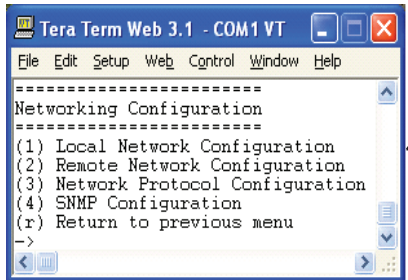 Tera Term Web 3.1 - COM1 VT
File Edit Setup Web Control Window Help
========================
Networking Configuration
========================
(1) Local Network Configuration
(2) Remote Network Configuration
(3) Network Protocol Configuration
(4) SNMP Configuration
(r) Return to previous menu
->